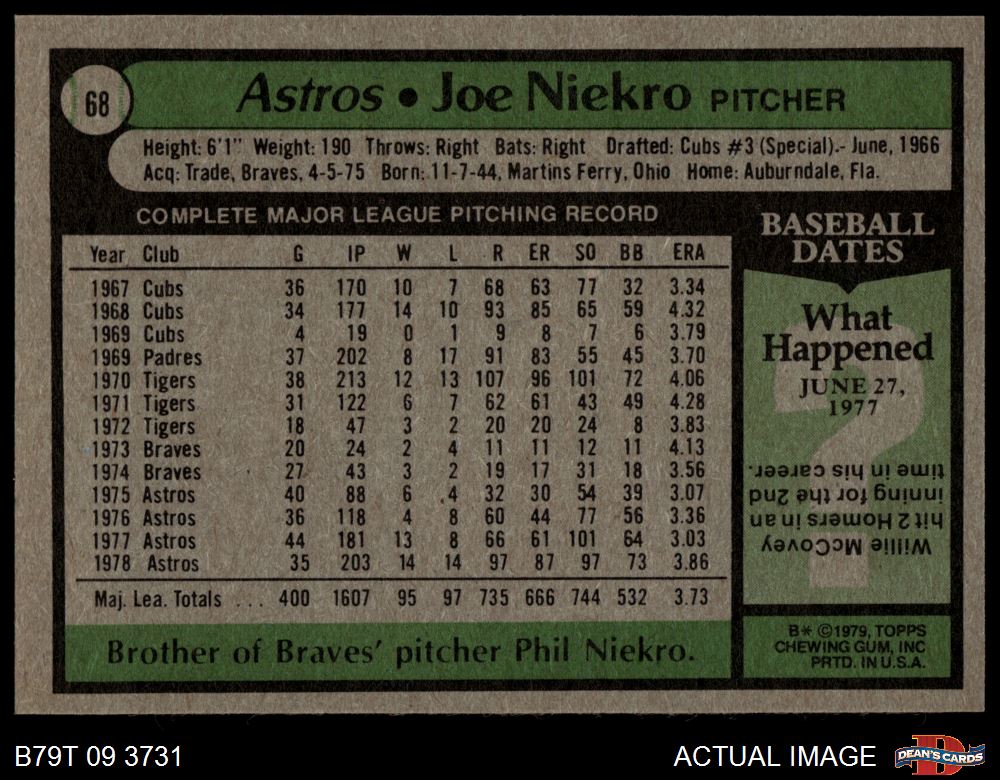 68
Astros • Joe Niekro PITCHER
Height: 6'1" Weight: 190 Throws: Right Bats: Right Drafted: Cubs #3 (Special).- June, 1966
Acq: Trade, Braves, 4-5-75 Born: 11-7-44, Martins Ferry, Ohio Home: Auburndale, Fla.
COMPLETE MAJOR LEAGUE PITCHING RECORD
Year Club G IP W L R ER SO BB ERA
1967 Cubs 36 170 10 7 68 63 77 32 3.34
1968 Cubs 34 177 14 10 93 85 65 59 4.32
1969 Cubs 4 19 0 1 9 8 7 6 3.79
1969 Padres 37 202 8 17 91 83 55 45 3.70
1970 Tigers 38 213 12 13 107 96 101 72 4.06
1971 Tigers 31 122 6 7 62 61 43 49 4.28
1972 Tigers 18 47 3 2 20 20 24 8 3.83
1973 Braves 20 24 2 4 11 11 12 11 4.13
1974 Braves 27 43 3 2 19 17 31 18 3.56
1975 Astros 40 88 6 4 32 30 54 39 3.07
1976 Astros 36 118 4 8 60 44 77 56 3.36
1977 Astros 44 181 13 8 66 61 101 64 3.03
1978 Astros 35 203 14 14 97 87 97 73 3.86
Maj. Lea. Totals ... 400 1607 95 97 735 666 744 532 3.73
Brother of Braves' pitcher Phil Niekro.
BASEBALL
DATES
What
Happened
JUNE 27,
1977
Willie McCovey
hit 2 Homers in an
inning for the 2nd
time in his career.
B* ©1979, TOPPS
CHEWING GUM, INC
PRTD. IN U.S.A.
B79T 09 3731
ACTUAL IMAGE
D
DEAN'S CARDS